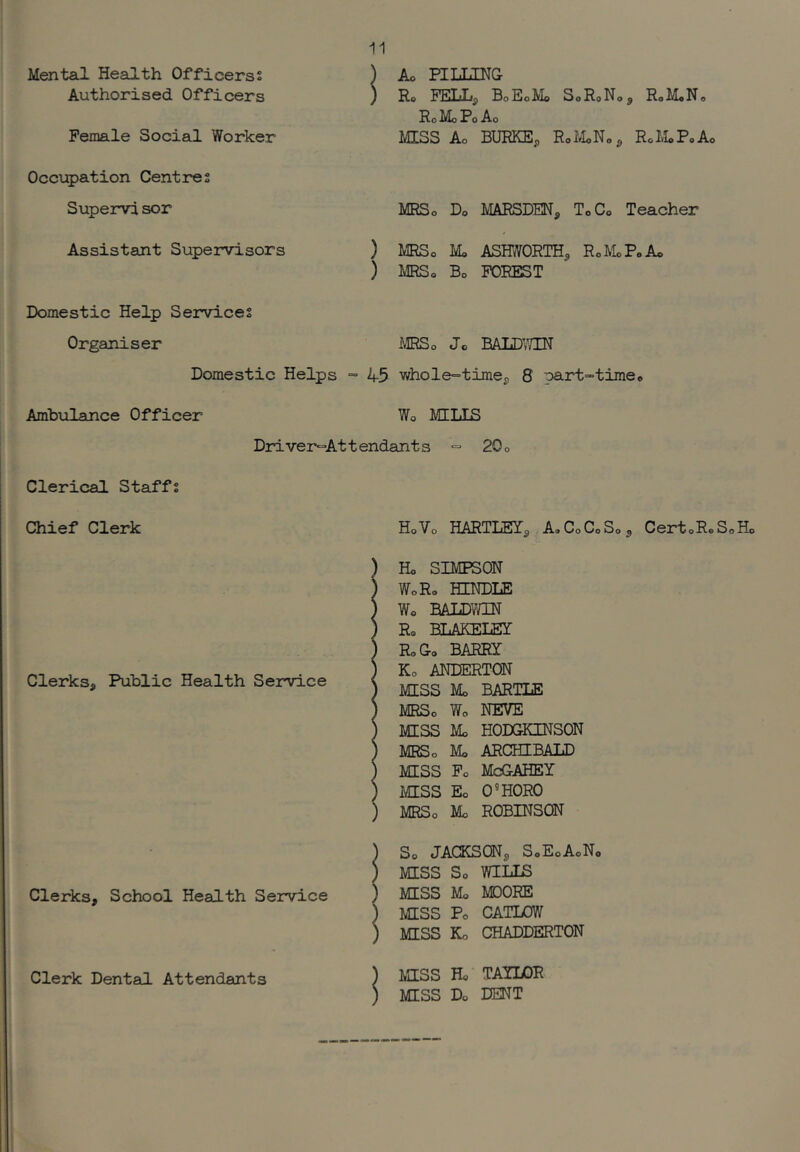 11
Mental Health Officers: ) A. PILLING
Authorised Officers ) R. FELL, B.E.M. S.R.N., R.M.N.
R.M.P.A.
Female Social Worker MISS A. BURKE, R.M.N., R.M.P.A.
Occupation Centre:
Supervisor MRS. D. MARSDEN, T.C. Teacher
Assistant Supervisors ) MRS. M. ASHWORTH, R.M.P.A.
) MRS. B. FOREST
Domestic Help Service:
Organiser MRS. J. BALDWIN
Domestic Helps - 45 whole-time, 8 part-time.
Ambulance Officer W. MILLS
Driver-Attendants - 20.
Clerical Staff:
Chief Clerk H.V. HARTLEY, A.C.C.S., Cert.R.S.H.
) H. SIMPSON
) W.R. HINDLE
) W. BALDWIN
) R. BLAKELEY
) R.G. BARRY
) K. ANDERTON
Clerks, Public Health Service ) MISS M. BARTLE
) MRS. W. NEVE
) MISS M. HODGKINSON
) MRS. M. ARCHIBALD
) MISS F. McGAHEY
) MISS E. O'HORO
) MRS. M. ROBINSON
) S. JACKSON, S.E.A.N.
) MISS S. WILLS
Clerks, School Health Service ) MISS M. MOORE
) MISS P. CATLOW
) MISS K. CHADDERTON
Clerk Dental Attendants ) MISS H. TAYLOR
) MISS D. DENT